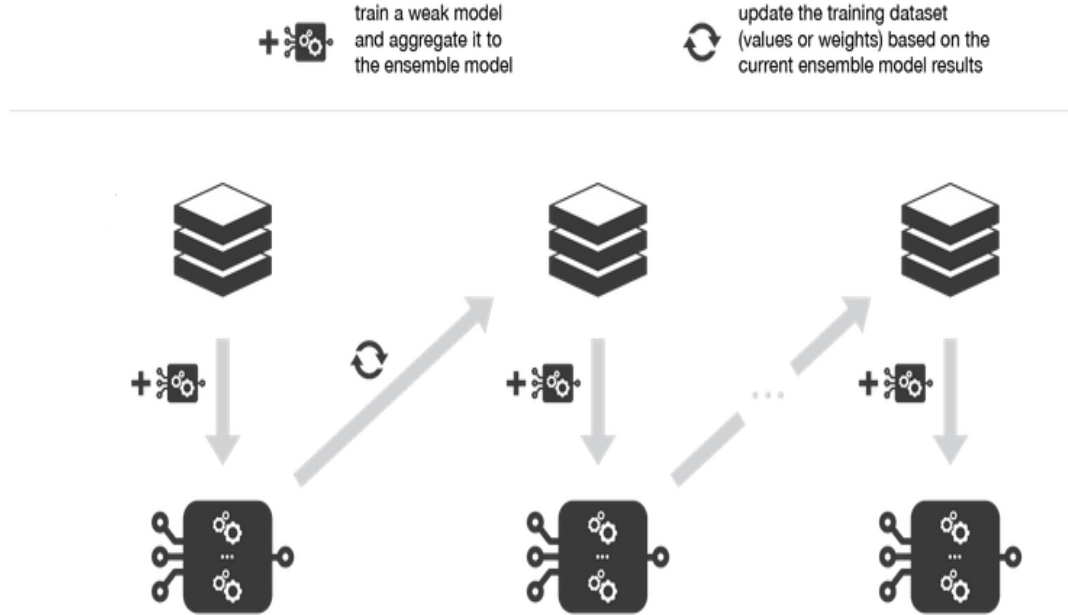 train a weak model
and aggregate it to
the ensemble model
update the training dataset
(values or weights) based on the
current ensemble model results